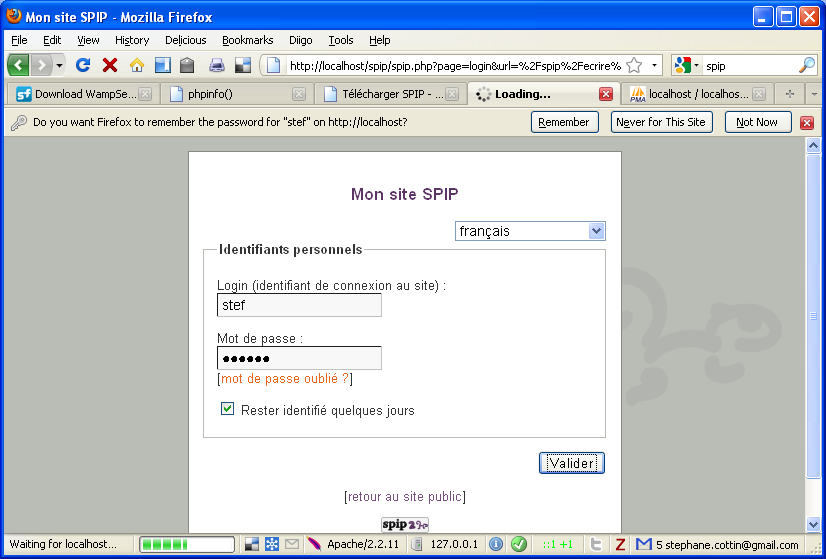 Mon site SPIP - Mozilla Firefox
File Edit View History Delicious Bookmarks Diigo Tools Help
http://localhost/spip/spip.php?page=login&url=%2Fspip%2Fecrire% spip
Download WampSe... phpinfo() Télécharger SPIP - ... Loading... localhost / localhos...
Do you want Firefox to remember the password for "stef" on http://localhost? Remember Never for This Site Not Now
Mon site SPIP
français
Identifiants personnels
Login (identifiant de connexion au site) :
stef
Mot de passe :
●●●●●●
[mot de passe oublié ?]
Rester identifié quelques jours
Valider
[retour au site public]
spip 2
Waiting for localhost... Apache/2.2.11 127.0.0.1 ::1 +1 Z 5 stephane.cottin@gmail.com